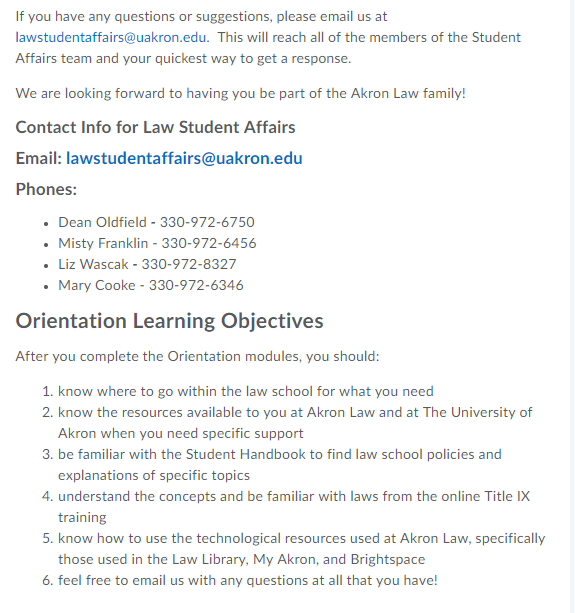 If you have any questions or suggestions, please email us at
lawstudentaffairs@uakron.edu.  This will reach all of the members of the Student
Affairs team and your quickest way to get a response.
We are looking forward to having you be part of the Akron Law family!
Contact Info for Law Student Affairs
Email: lawstudentaffairs@uakron.edu
Phones:
• Dean Oldfield - 330-972-6750
• Misty Franklin - 330-972-6456
• Liz Wascak - 330-972-8327
• Mary Cooke - 330-972-6346
Orientation Learning Objectives
After you complete the Orientation modules, you should:
1. know where to go within the law school for what you need
2. know the resources available to you at Akron Law and at The University of
Akron when you need specific support
3. be familiar with the Student Handbook to find law school policies and
explanations of specific topics
4. understand the concepts and be familiar with laws from the online Title IX
training
5. know how to use the technological resources used at Akron Law, specifically
those used in the Law Library, My Akron, and Brightspace
6. feel free to email us with any questions at all that you have!